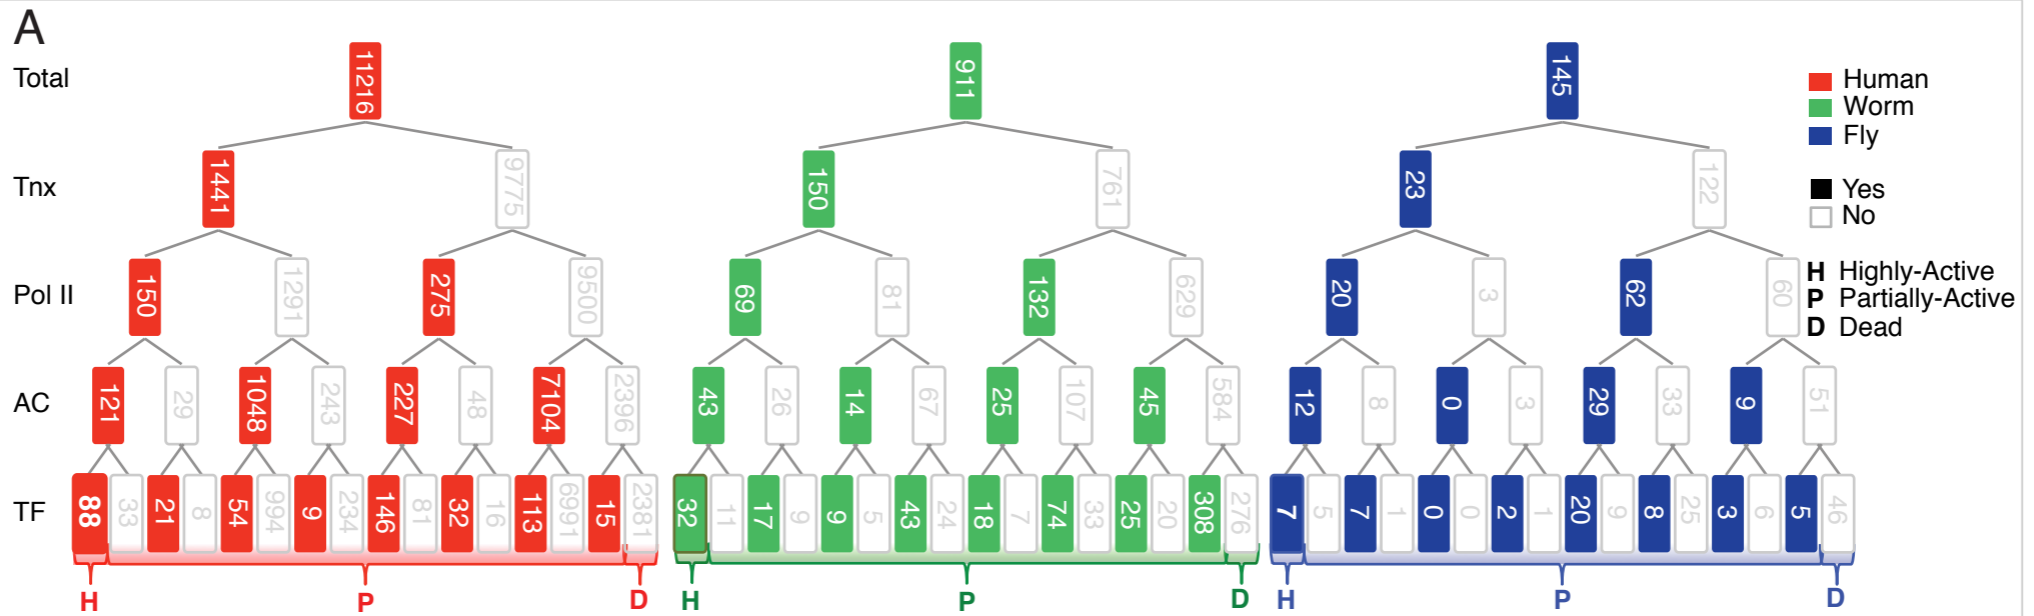 A
Total 11216 911 145
Human
Worm
Fly
Tnx 1441 9775 150 761 23 122
Yes
No
Pol II 150 1291 275 9500 69 81 132 629 20 3 62 60
H Highly-Active
P Partially-Active
D Dead
AC 121 29 1048 243 227 48 7104 2396 43 26 14 67 25 107 45 584 12 8 0 3 29 33 9 51
TF 88 33 21 8 54 994 9 234 146 81 32 16 113 6991 15 2381 32 11 17 9 9 5 43 24 18 7 74 33 25 20 308 276 7 5 7 1 0 0 2 1 20 9 8 25 3 6 5 46
H P D H P D H P D